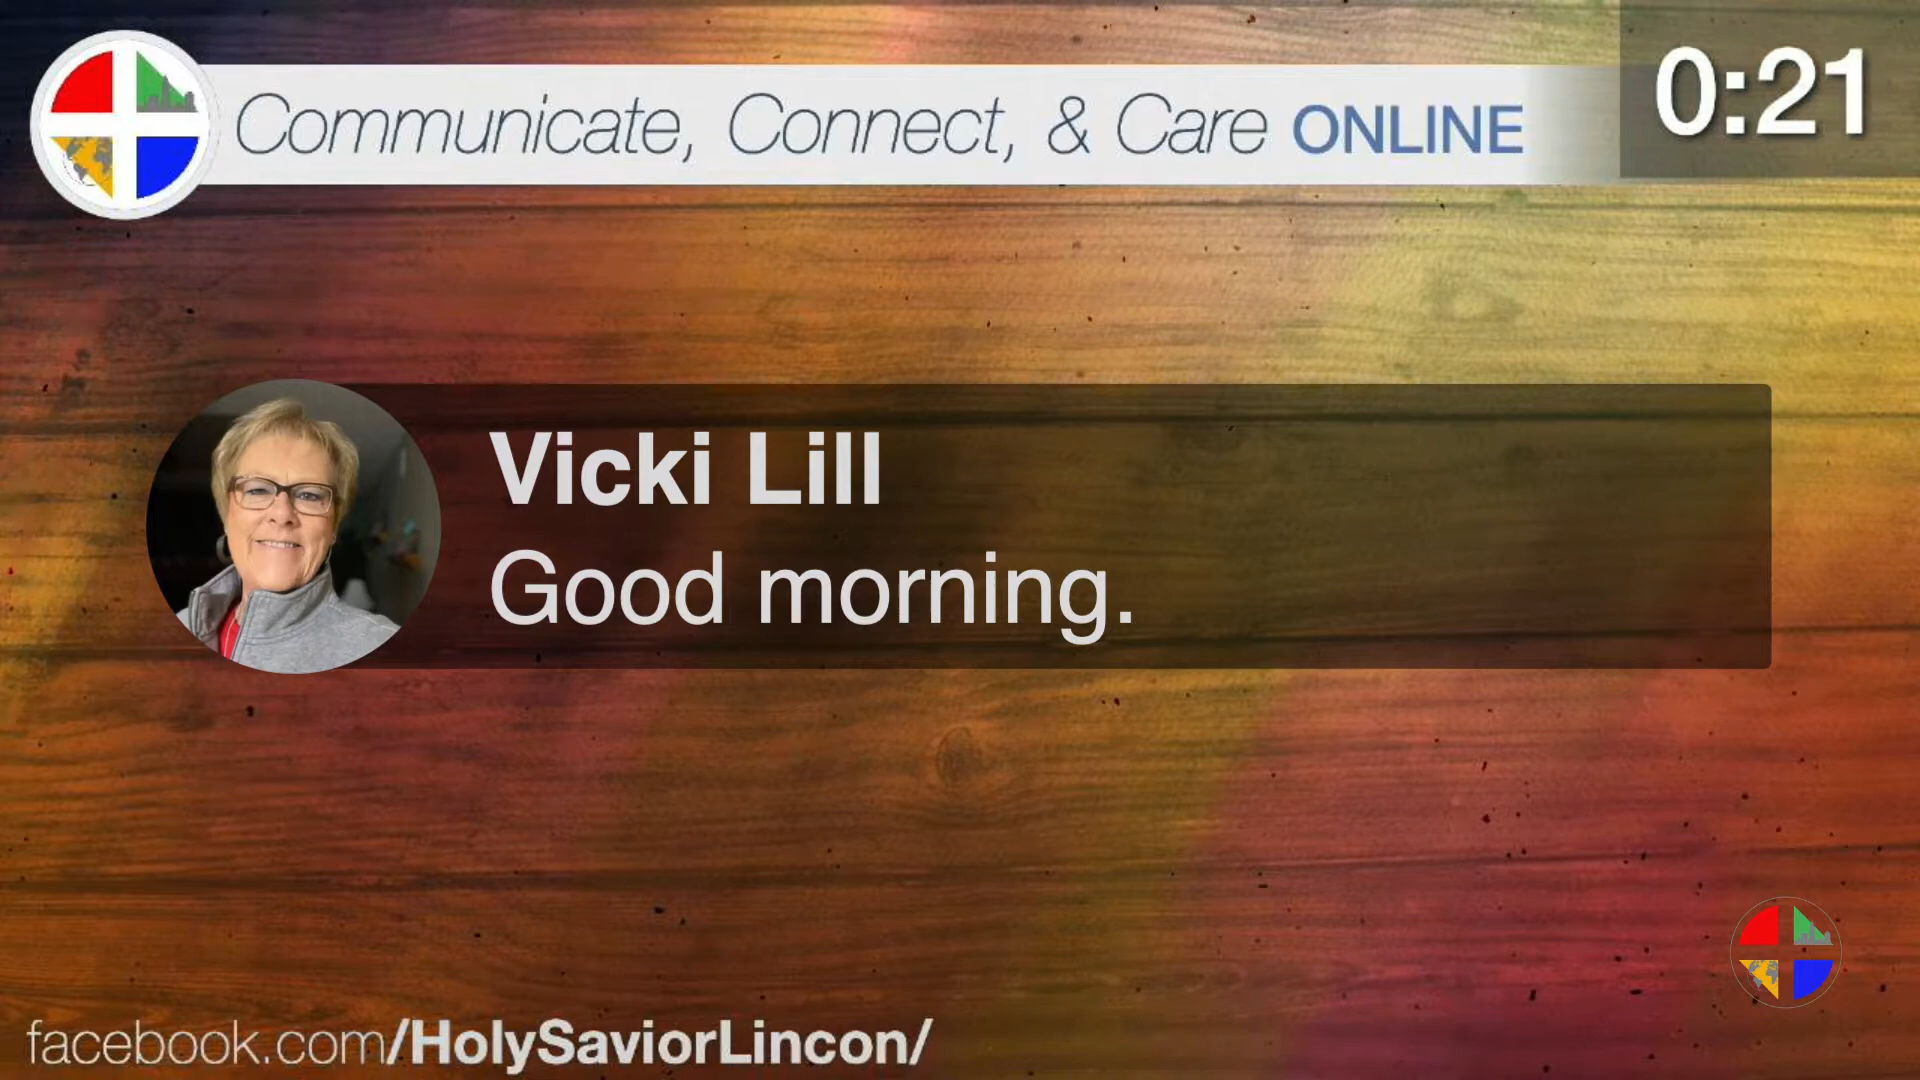 Communicate, Connect, & Care ONLINE
0:21
Vicki Lill
Good morning.
facebook.com/HolySaviorLincon/